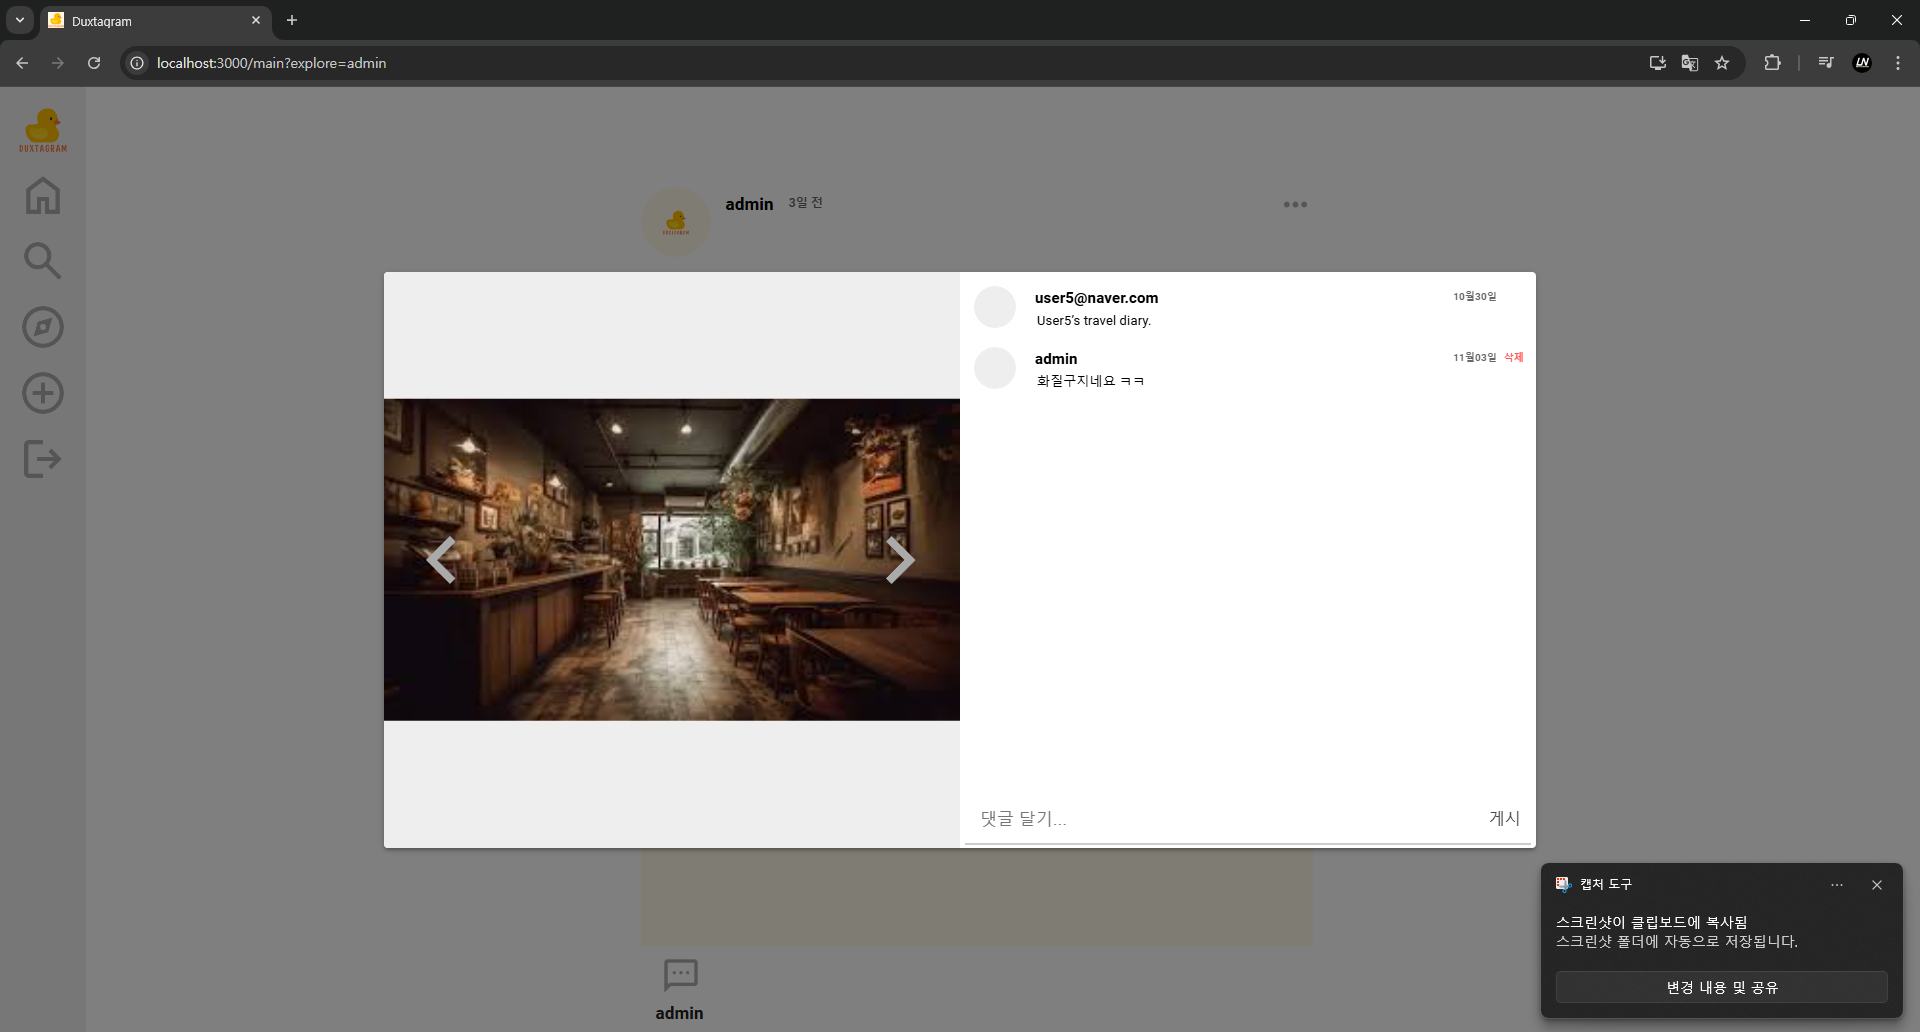 Duxtagram
localhost:3000/main?explore=admin
LN
DUXTAGRAM
admin 3일 전
user5@naver.com 10월30일
User5’s travel diary.
admin 11월03일 삭제
화질구지네요 ㅋㅋ
댓글 달기... 게시
admin
캡처 도구
스크린샷이 클립보드에 복사됨
스크린샷 폴더에 자동으로 저장됩니다.
변경 내용 및 공유